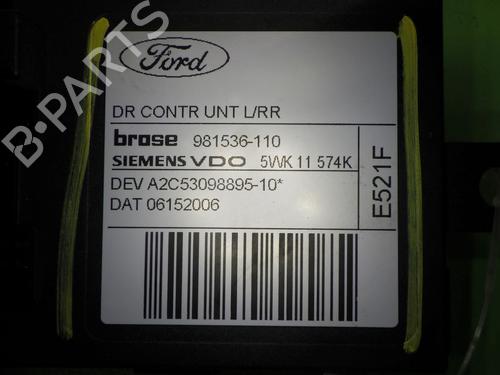 Ford
DR CONTR UNT L/RR
brose 981536-110
SIEMENS VDO 5WK 11 574K
DEV A2C53098895-10*
DAT 06152006
E521F
B-PARTS